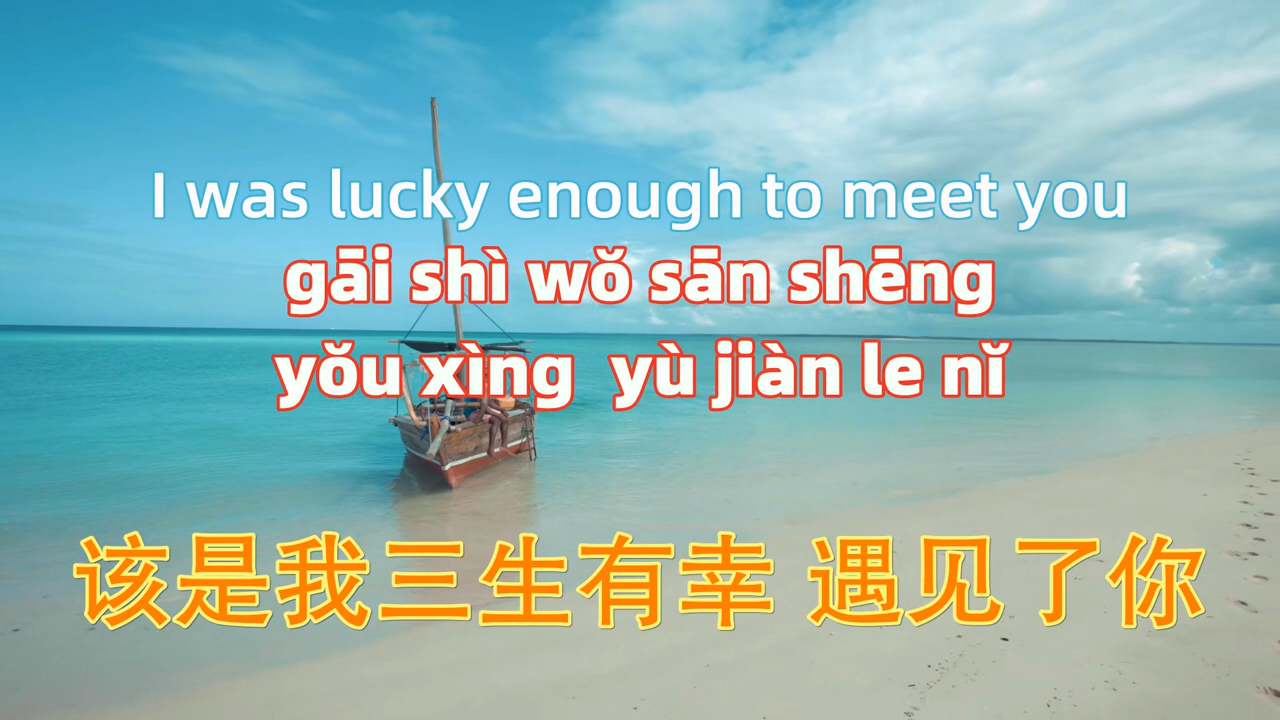 I was lucky enough to meet you
gāi shì wǒ sān shēng
yǒu xìng  yù jiàn le nǐ
该是我三生有幸 遇见了你